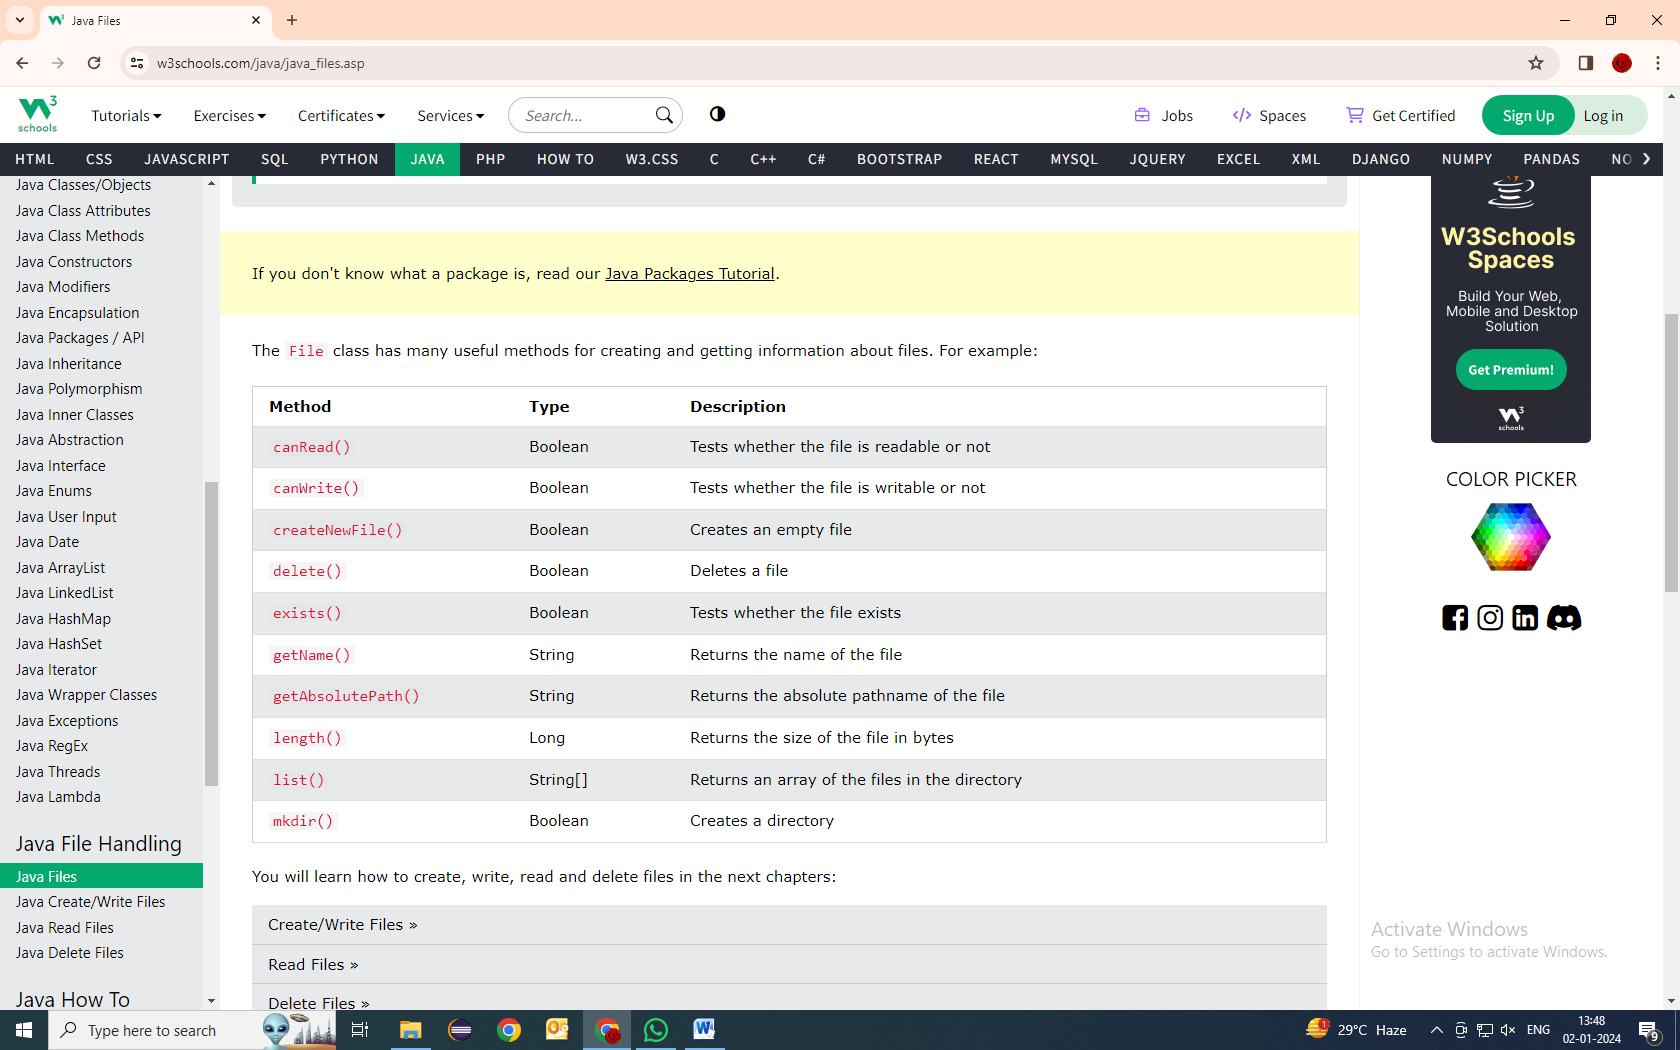 Java Files
w3schools.com/java/java_files.asp
W3 schools
Tutorials Exercises Certificates Services Search... Jobs Spaces Get Certified Sign Up Log in
HTML CSS JAVASCRIPT SQL PYTHON JAVA PHP HOW TO W3.CSS C C++ C# BOOTSTRAP REACT MYSQL JQUERY EXCEL XML DJANGO NUMPY PANDAS NO
Java Classes/Objects
Java Class Attributes
Java Class Methods
Java Constructors
Java Modifiers
Java Encapsulation
Java Packages / API
Java Inheritance
Java Polymorphism
Java Inner Classes
Java Abstraction
Java Interface
Java Enums
Java User Input
Java Date
Java ArrayList
Java LinkedList
Java HashMap
Java HashSet
Java Iterator
Java Wrapper Classes
Java Exceptions
Java RegEx
Java Threads
Java Lambda
Java File Handling
Java Files
Java Create/Write Files
Java Read Files
Java Delete Files
Java How To
If you don't know what a package is, read our Java Packages Tutorial.
The File class has many useful methods for creating and getting information about files. For example:
Method Type Description
canRead() Boolean Tests whether the file is readable or not
canWrite() Boolean Tests whether the file is writable or not
createNewFile() Boolean Creates an empty file
delete() Boolean Deletes a file
exists() Boolean Tests whether the file exists
getName() String Returns the name of the file
getAbsolutePath() String Returns the absolute pathname of the file
length() Long Returns the size of the file in bytes
list() String[] Returns an array of the files in the directory
mkdir() Boolean Creates a directory
You will learn how to create, write, read and delete files in the next chapters:
Create/Write Files »
Read Files »
Delete Files »
W3Schools
Spaces
Build Your Web,
Mobile and Desktop
Solution
Get Premium!
W3 schools
COLOR PICKER
Activate Windows
Go to Settings to activate Windows.
Type here to search
1
29°C Haze
ENG
13:48
02-01-2024
9